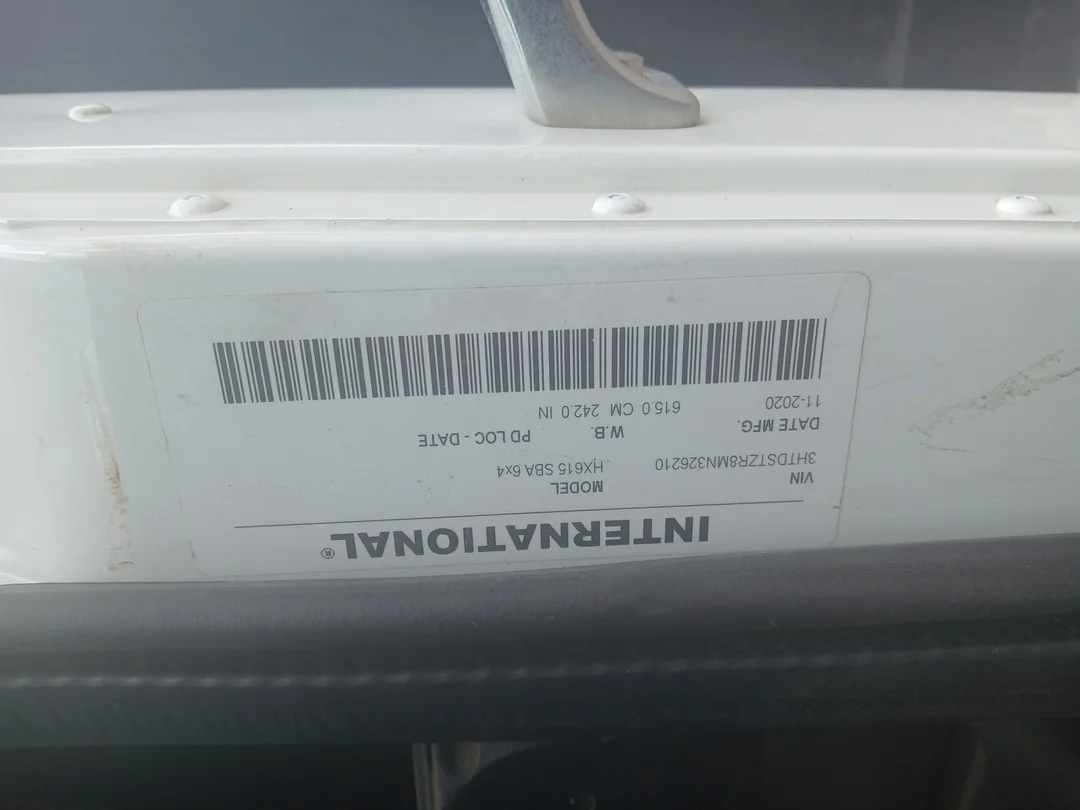 INTERNATIONAL®
VIN MODEL
3HTDSTZR8MN326210 HX615 SBA 6x4
DATE MFG. W.B. PD LOC - DATE
11-2020 615.0 CM 242.0 IN